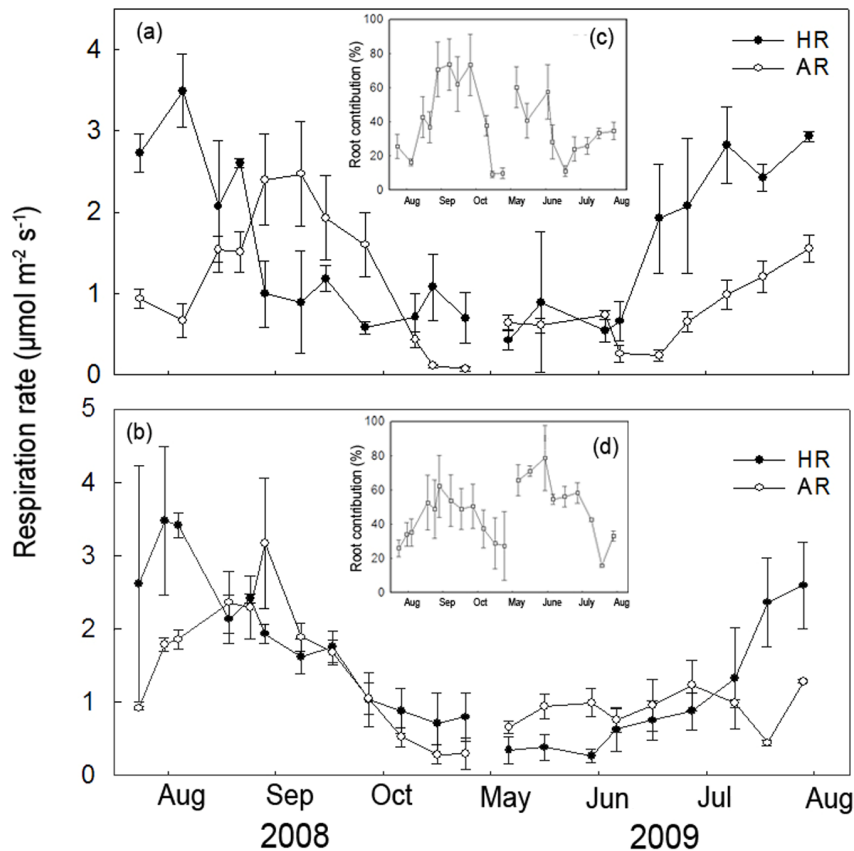 Respiration rate (µmol m⁻² s⁻¹)
(a)
4
3
2
1
0
HR
AR
(c)
Root contribution (%)
100
80
60
40
20
0
Aug Sep Oct May June July Aug
(b)
5
4
3
2
1
0
HR
AR
(d)
Root contribution (%)
100
80
60
40
20
0
Aug Sep Oct May June July Aug
Aug Sep Oct May Jun Jul Aug
2008 2009